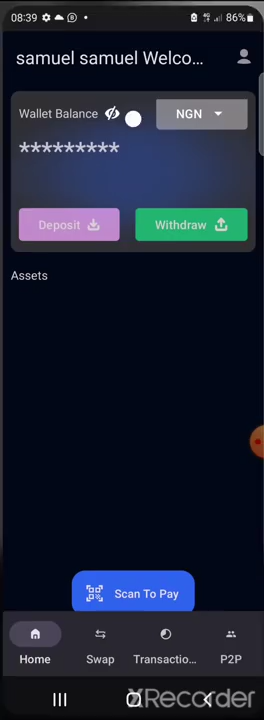 08:39
86%
samuel samuel Welco...
Wallet Balance
NGN
*********
Deposit
Withdraw
Assets
Scan To Pay
Home
Swap
Transactio...
P2P
XRecorder